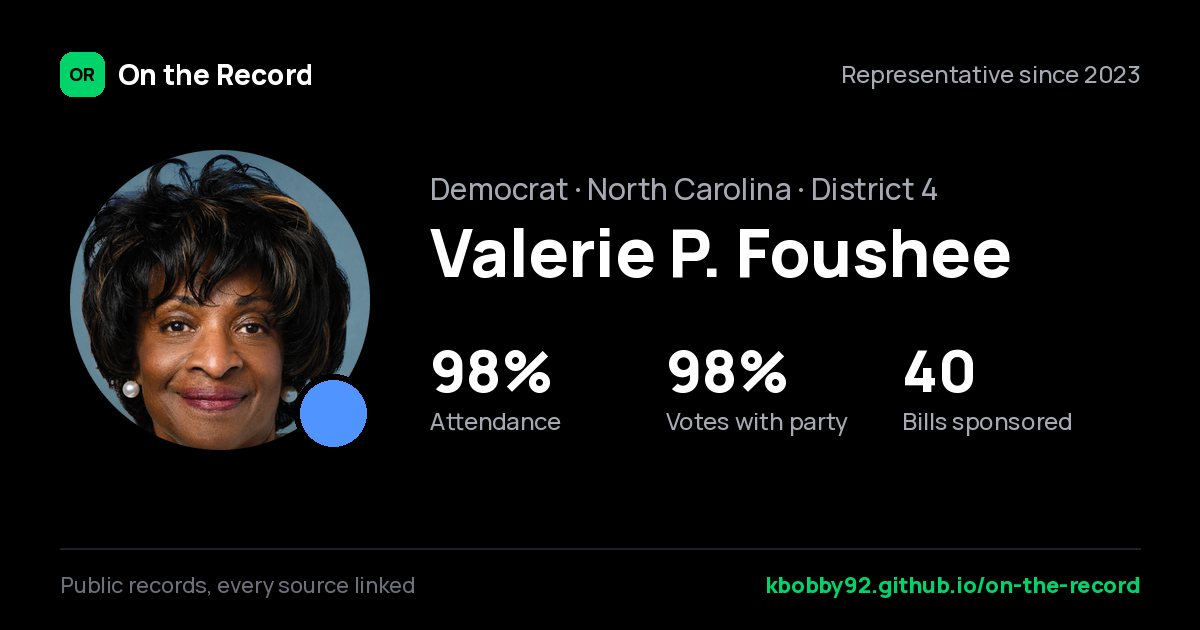 OR On the Record
Representative since 2023
Democrat · North Carolina · District 4
Valerie P. Foushee
98% 98% 40
Attendance Votes with party Bills sponsored
Public records, every source linked
kbobby92.github.io/on-the-record